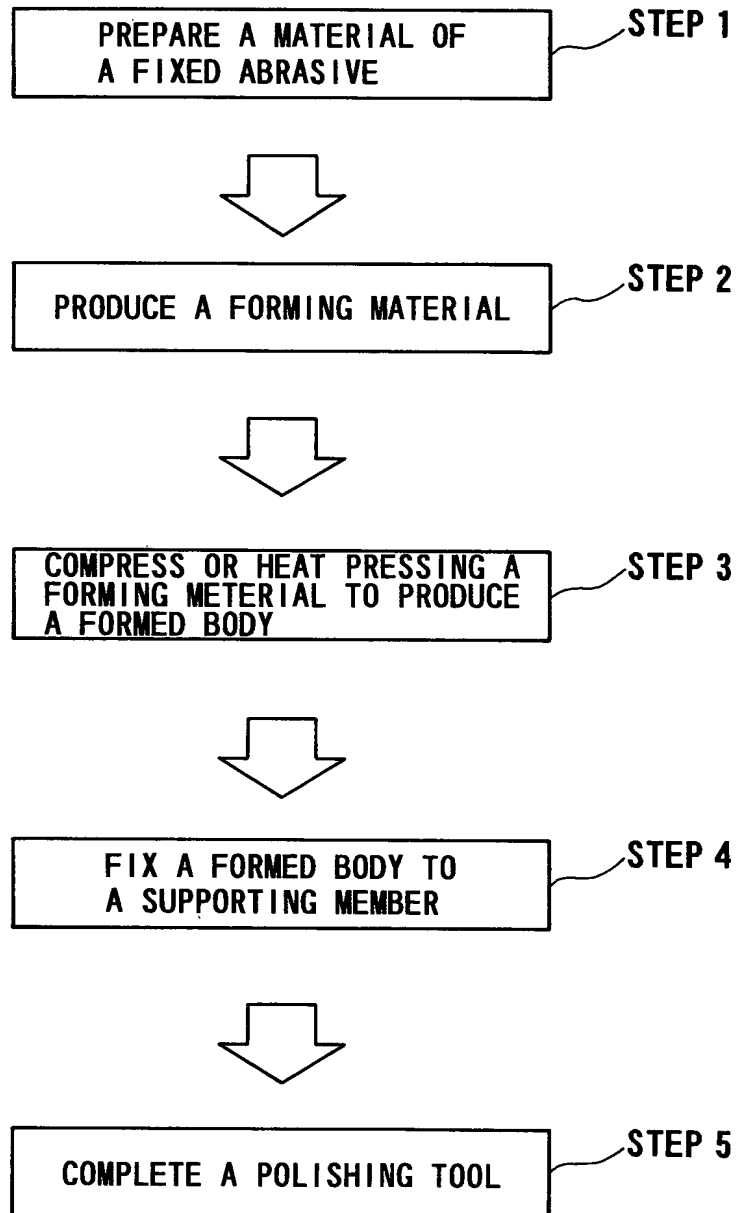 PREPARE A MATERIAL OF
A FIXED ABRASIVE
STEP 1
PRODUCE A FORMING MATERIAL
STEP 2
COMPRESS OR HEAT PRESSING A
FORMING METERIAL TO PRODUCE
A FORMED BODY
STEP 3
FIX A FORMED BODY TO
A SUPPORTING MEMBER
STEP 4
COMPLETE A POLISHING TOOL
STEP 5